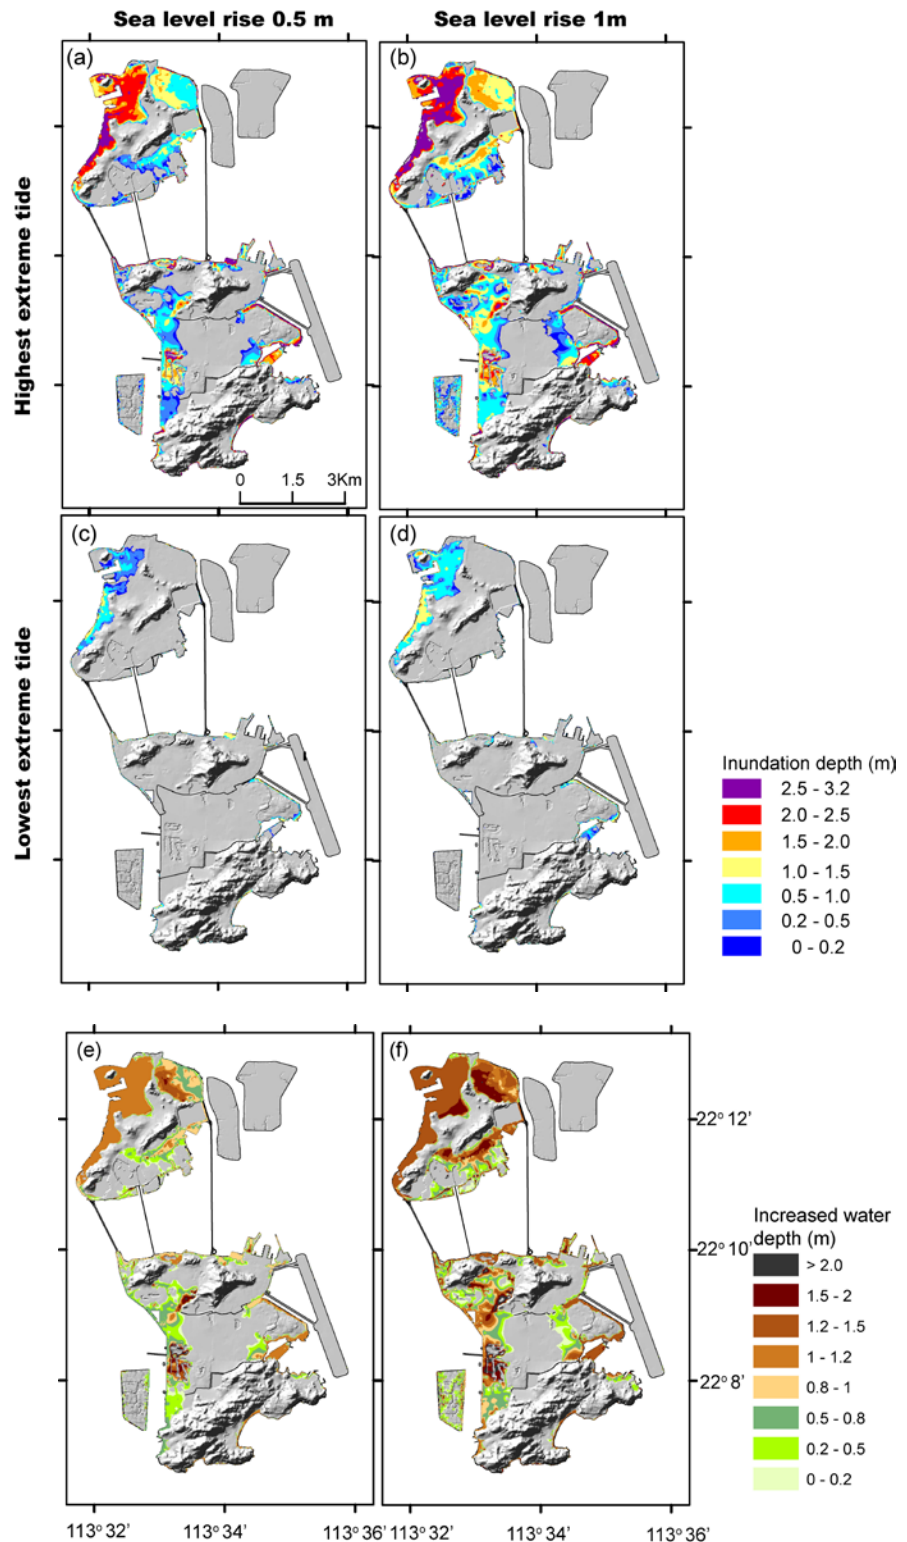 Sea level rise 0.5 m
Sea level rise 1m
Highest extreme tide
(a)
(b)
0 1.5 3Km
Lowest extreme tide
(c)
(d)
Inundation depth (m)
2.5 - 3.2
2.0 - 2.5
1.5 - 2.0
1.0 - 1.5
0.5 - 1.0
0.2 - 0.5
0 - 0.2
(e)
(f)
22° 12'
22° 10'
22° 8'
Increased water
depth (m)
> 2.0
1.5 - 2
1.2 - 1.5
1 - 1.2
0.8 - 1
0.5 - 0.8
0.2 - 0.5
0 - 0.2
113° 32' 113° 34' 113° 36' 113° 32' 113° 34' 113° 36'